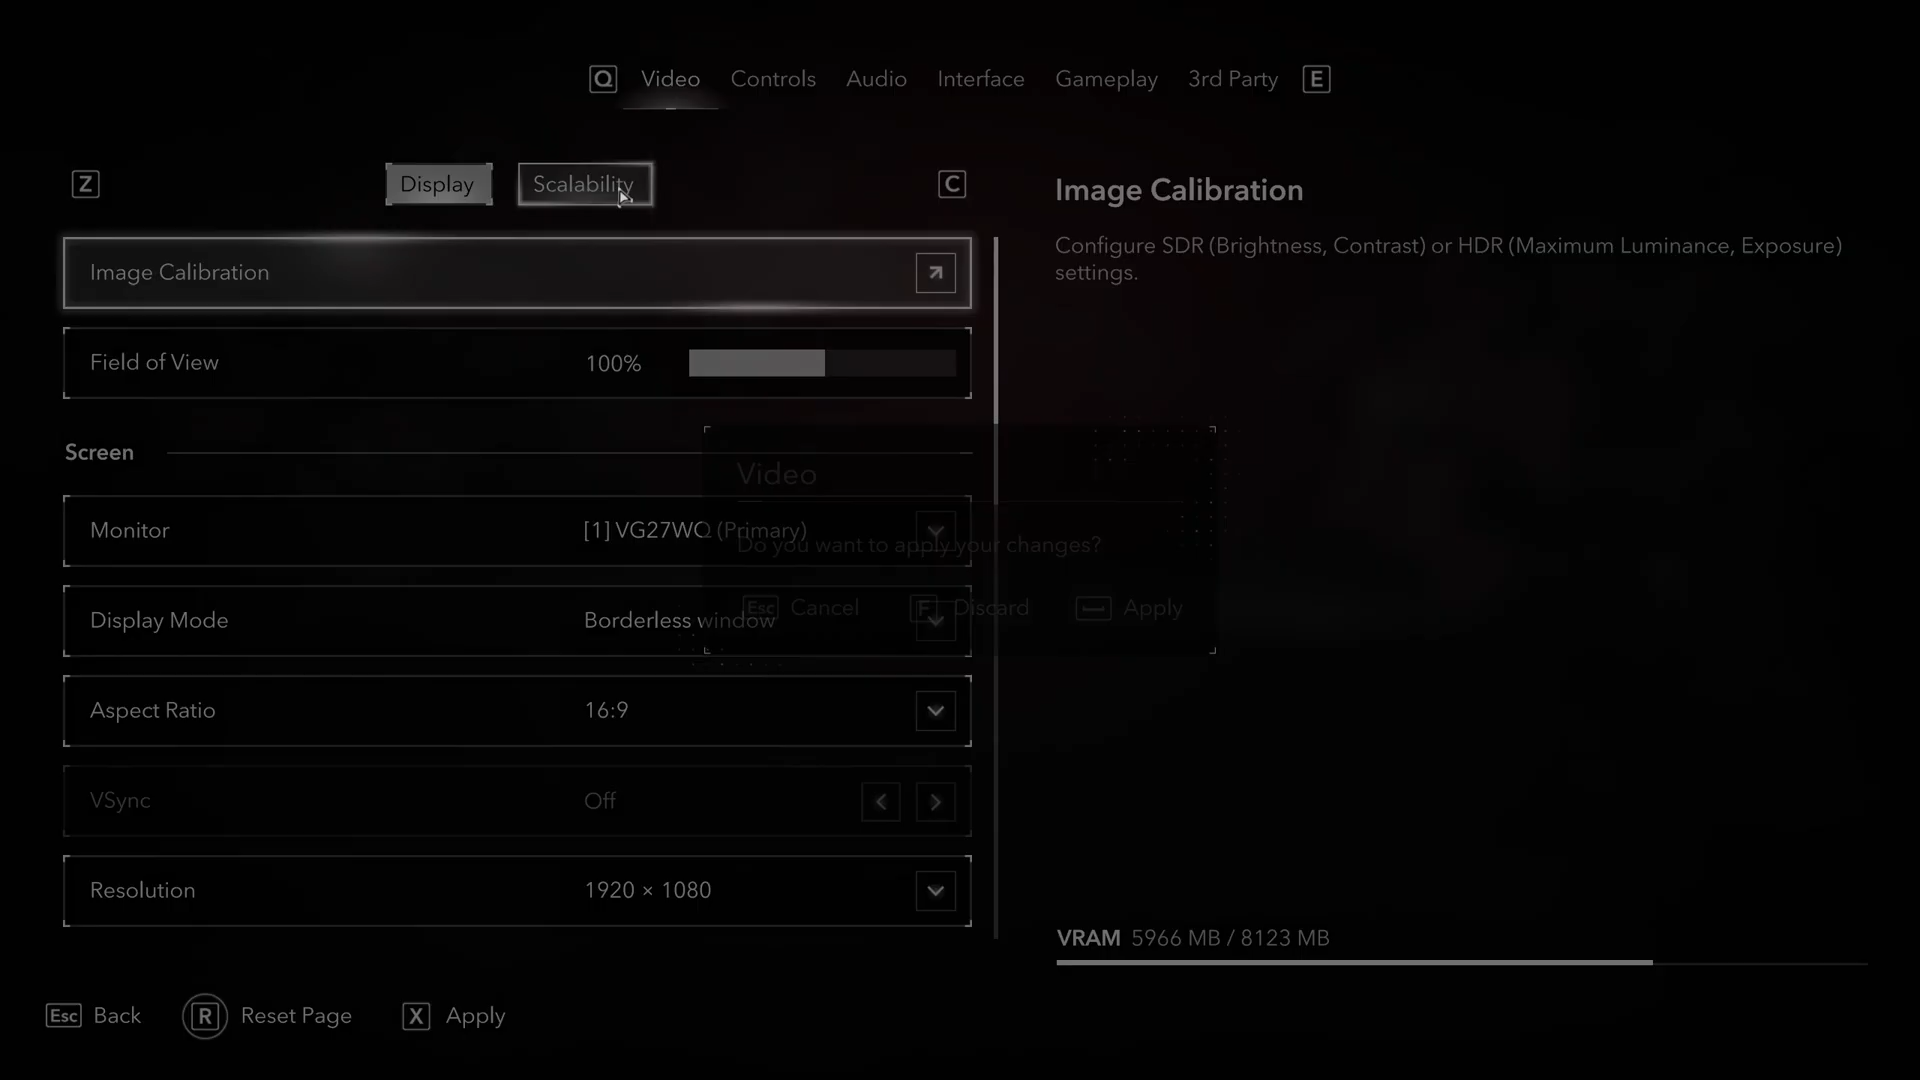 Q Video Controls Audio Interface Gameplay 3rd Party E
Z Display Scalability C
Image Calibration
Field of View 100%
Screen
Monitor [1] VG27WQ (Primary)
Display Mode Borderless window
Aspect Ratio 16:9
VSync Off
Resolution 1920 × 1080
Image Calibration
Configure SDR (Brightness, Contrast) or HDR (Maximum Luminance, Exposure)
settings.
Video
Do you want to apply your changes?
Esc Cancel F Discard Apply
VRAM 5966 MB / 8123 MB
Esc Back R Reset Page X Apply